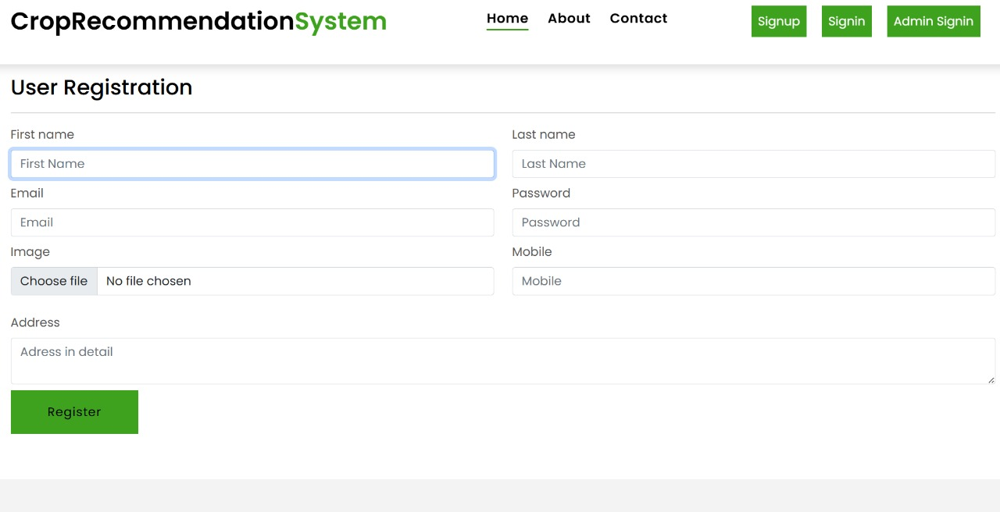 CropRecommendationSystem Home About Contact Signup Signin Admin Signin
User Registration
First name Last name
First Name Last Name
Email Password
Email Password
Image Mobile
Choose file No file chosen Mobile
Address
Adress in detail
Register